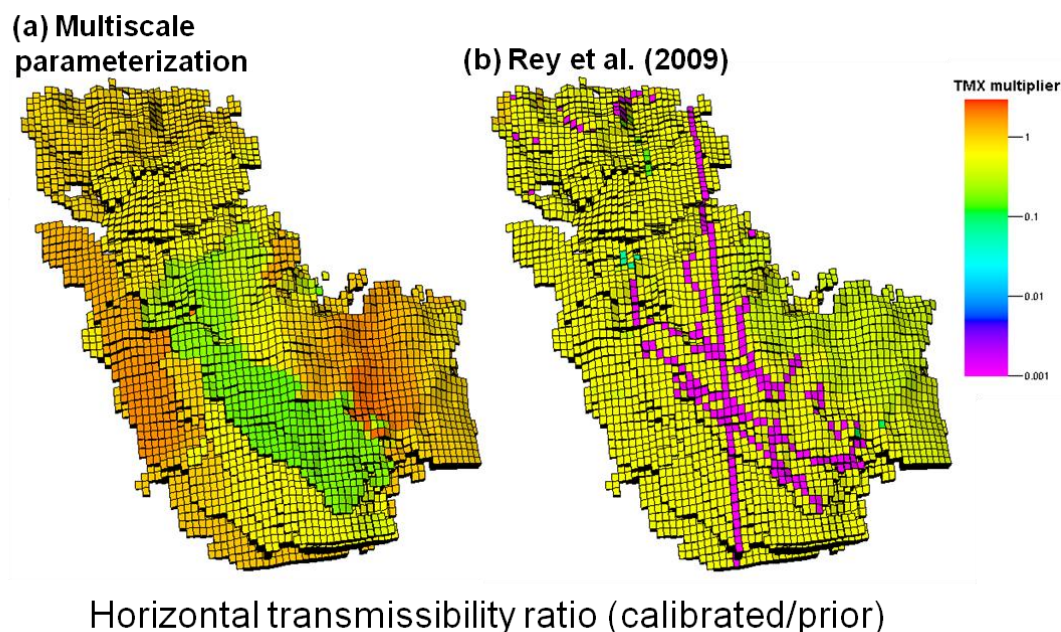 (a) Multiscale
parameterization
(b) Rey et al. (2009)
TMX multiplier
1
0.1
0.01
0.001
Horizontal transmissibility ratio (calibrated/prior)